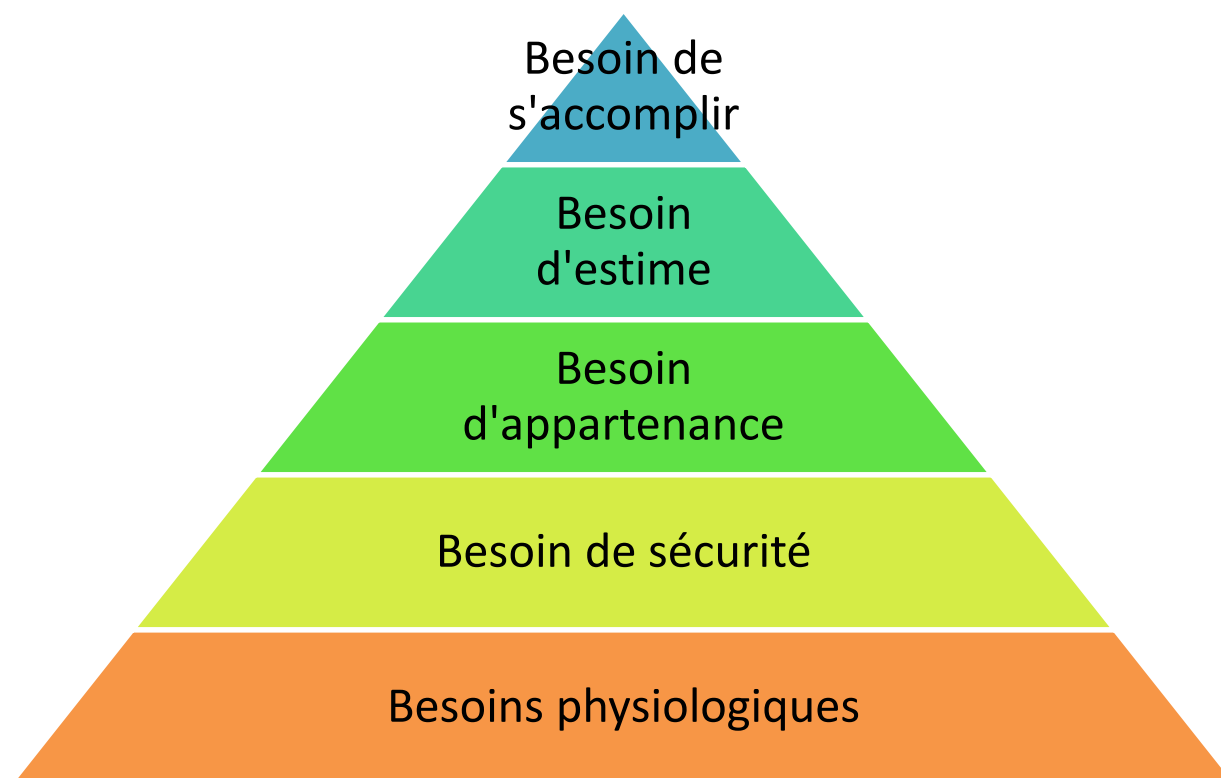 Besoin de
s'accomplir
Besoin
d'estime
Besoin
d'appartenance
Besoin de sécurité
Besoins physiologiques